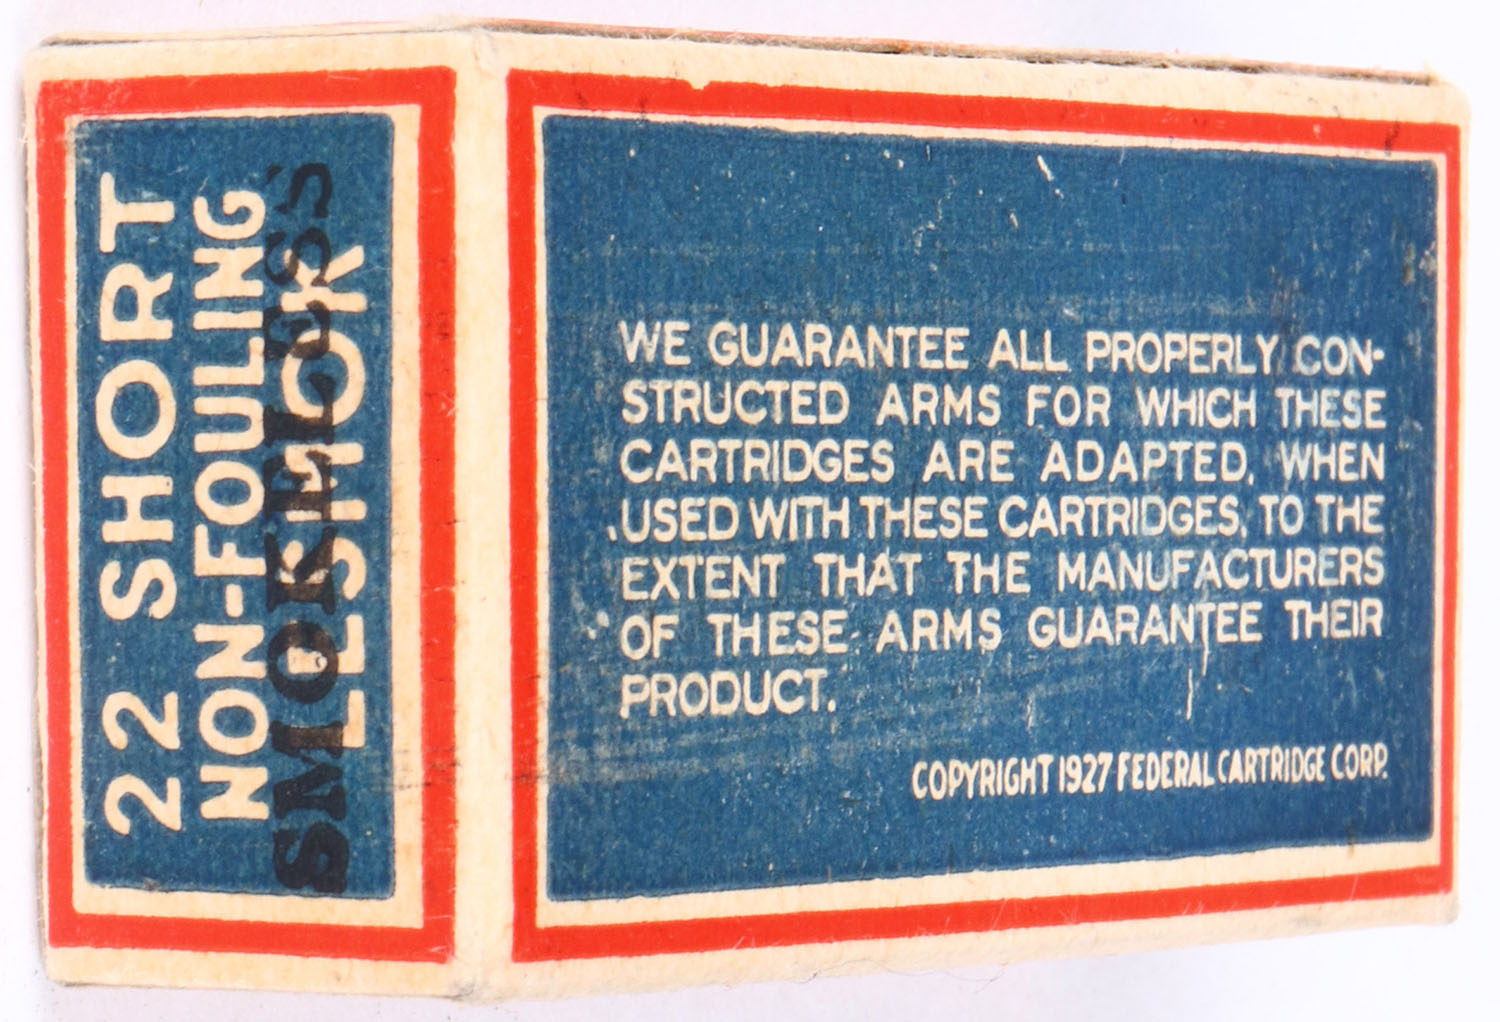 22 SHORT
NON-FOULING
LESMOK
SMOKELESS
WE GUARANTEE ALL PROPERLY CON-
STRUCTED ARMS FOR WHICH THESE
CARTRIDGES ARE ADAPTED, WHEN
USED WITH THESE CARTRIDGES, TO THE
EXTENT THAT THE MANUFACTURERS
OF THESE ARMS GUARANTEE THEIR
PRODUCT.
COPYRIGHT 1927 FEDERAL CARTRIDGE CORP.